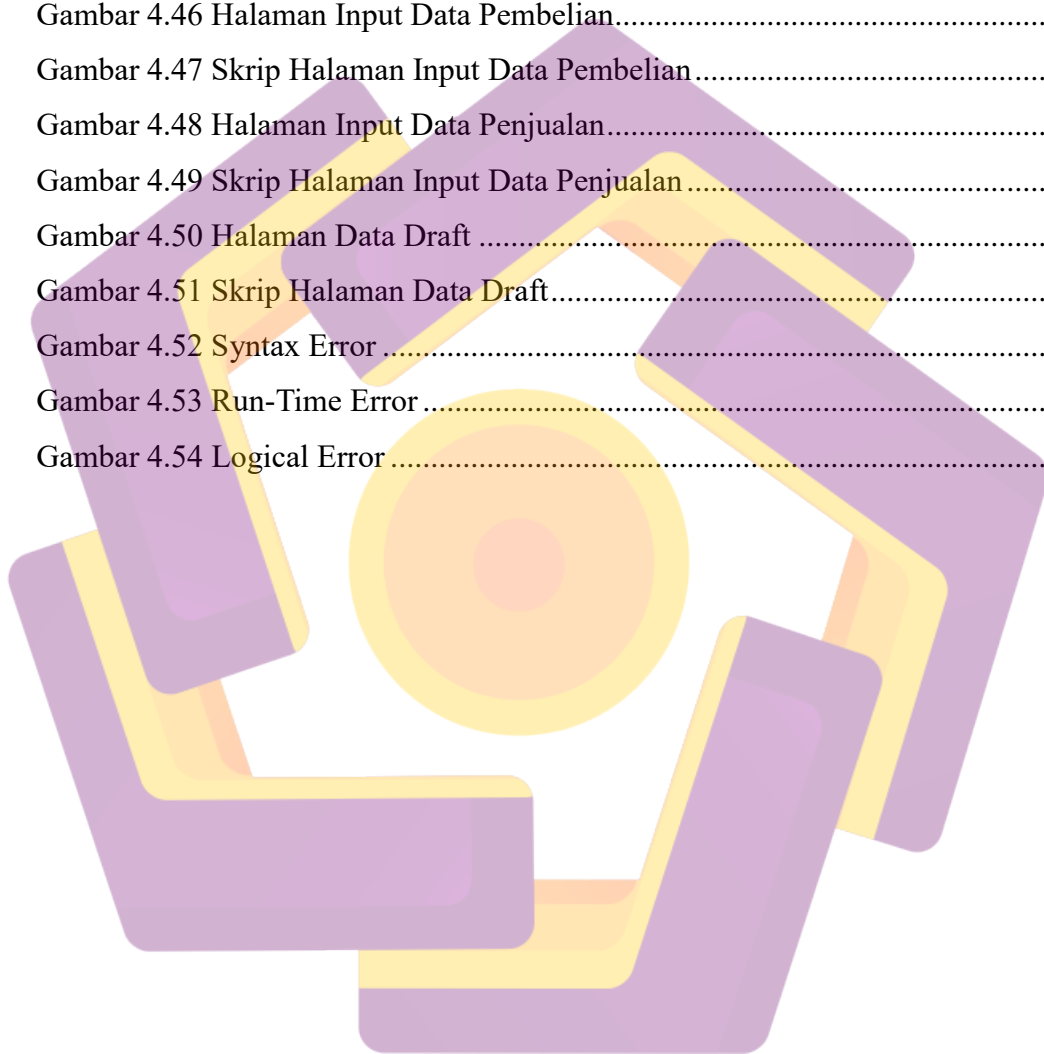 Gambar 4.46 Halaman Input Data Pembelian......................................................
Gambar 4.47 Skrip Halaman Input Data Pembelian............................................
Gambar 4.48 Halaman Input Data Penjualan.......................................................
Gambar 4.49 Skrip Halaman Input Data Penjualan.............................................
Gambar 4.50 Halaman Data Draft .......................................................................
Gambar 4.51 Skrip Halaman Data Draft..............................................................
Gambar 4.52 Syntax Error ...................................................................................
Gambar 4.53 Run-Time Error ..............................................................................
Gambar 4.54 Logical Error ..................................................................................